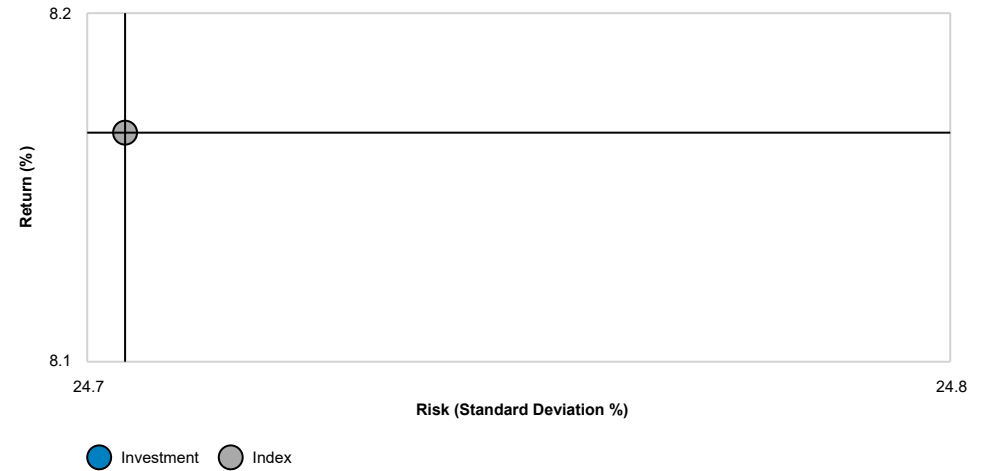 8.2
Return (%)
8.1
24.7 24.8
Risk (Standard Deviation %)
Investment Index